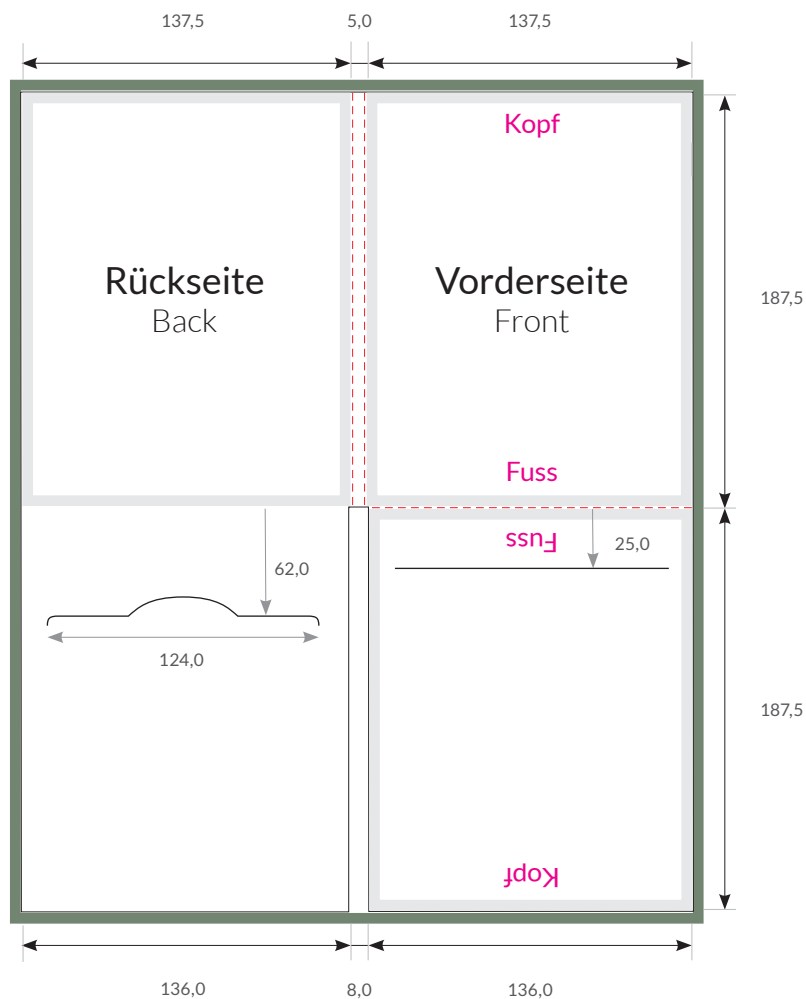 137,5 5,0 137,5
Kopf
Rückseite
Back
Vorderseite
Front
187,5
Fuss
Fuss
25,0
62,0
124,0
187,5
Kopf
136,0 8,0 136,0